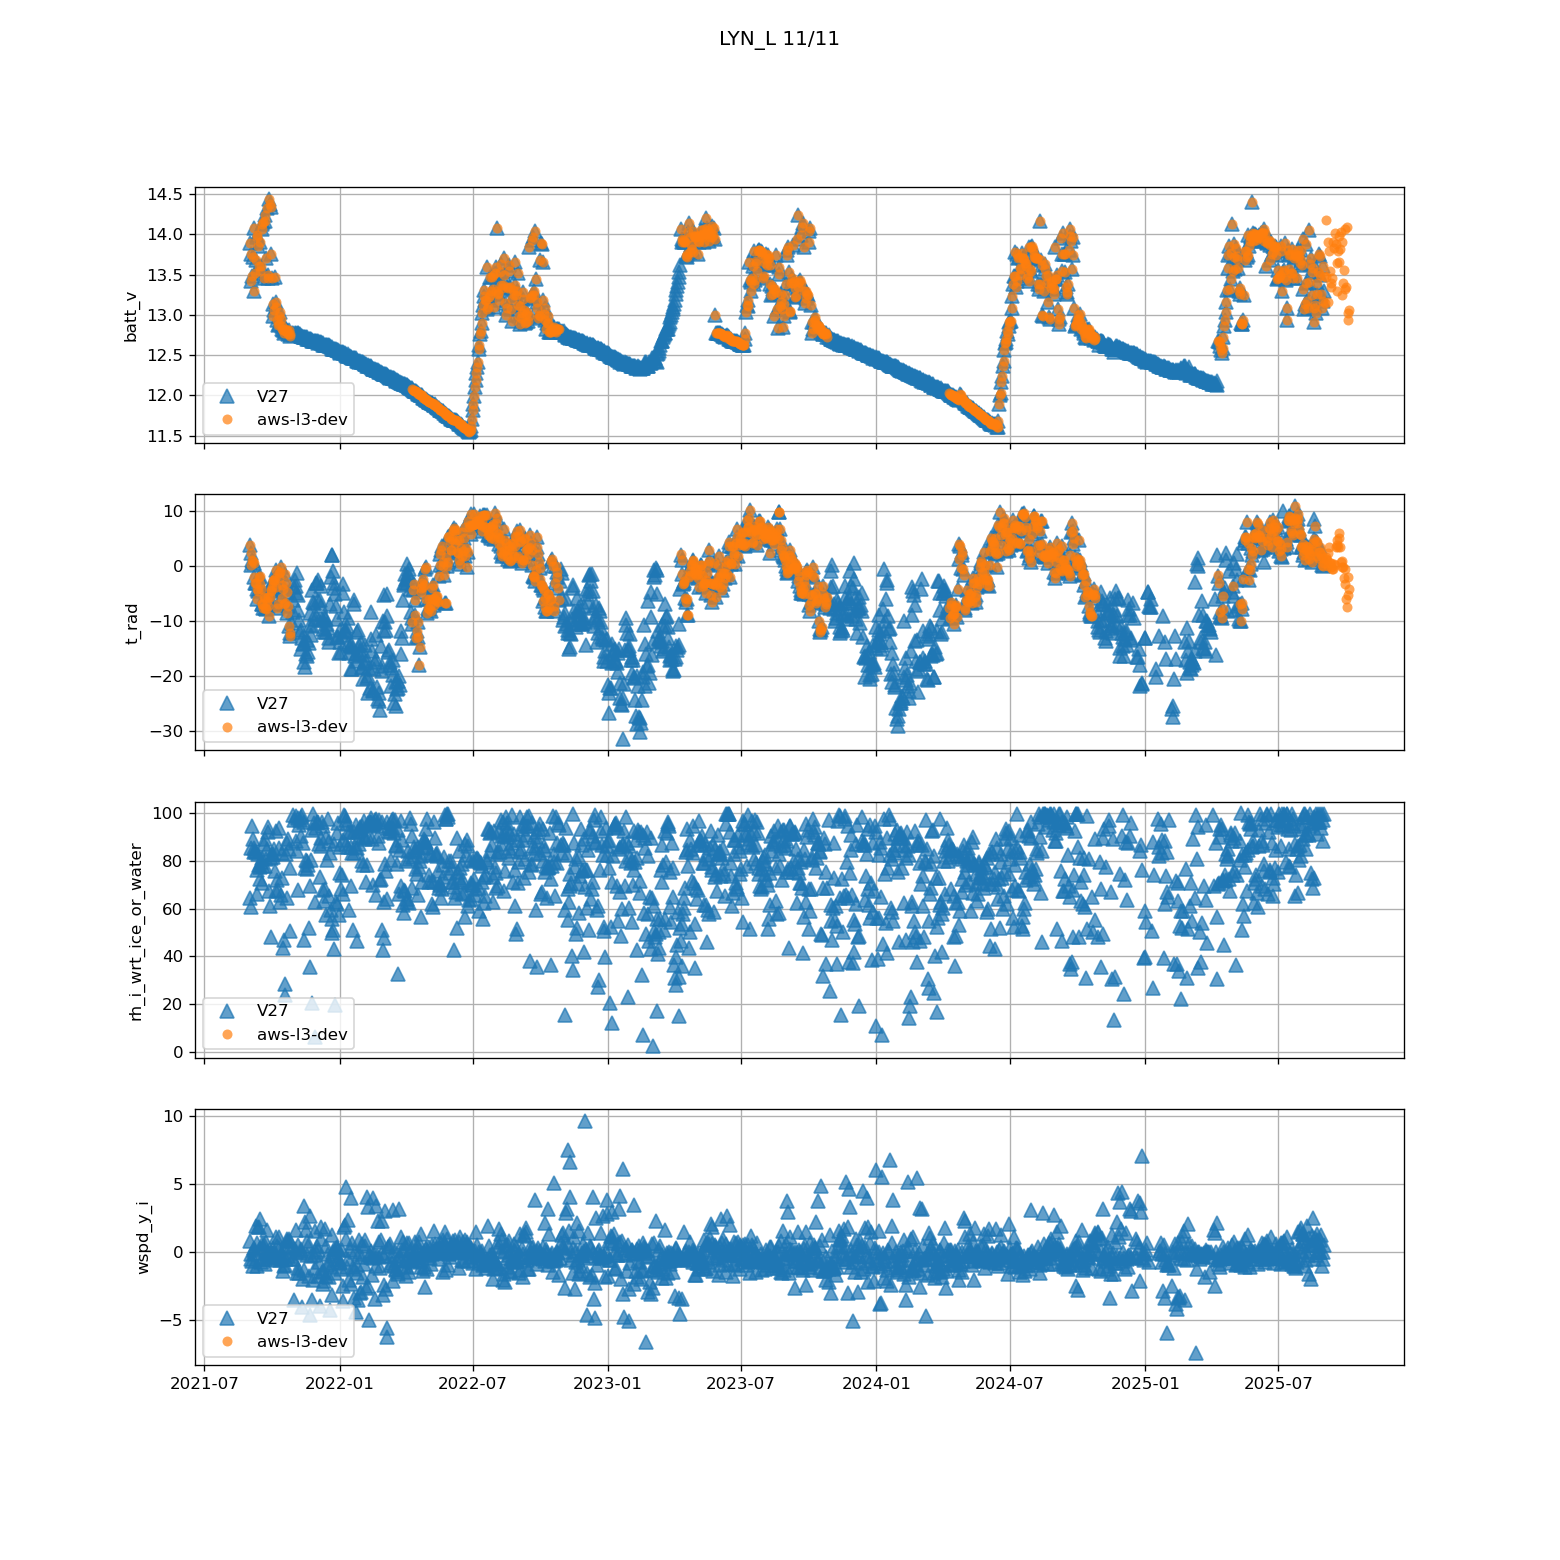 LYN_L 11/11
14.5
14.0
13.5
13.0
12.5
12.0
11.5
batt_v
V27
aws-l3-dev
10
0
−10
−20
−30
t_rad
V27
aws-l3-dev
100
80
60
40
20
0
rh_i_wrt_ice_or_water
V27
aws-l3-dev
10
5
0
−5
wspd_y_i
V27
aws-l3-dev
2021-07 2022-01 2022-07 2023-01 2023-07 2024-01 2024-07 2025-01 2025-07